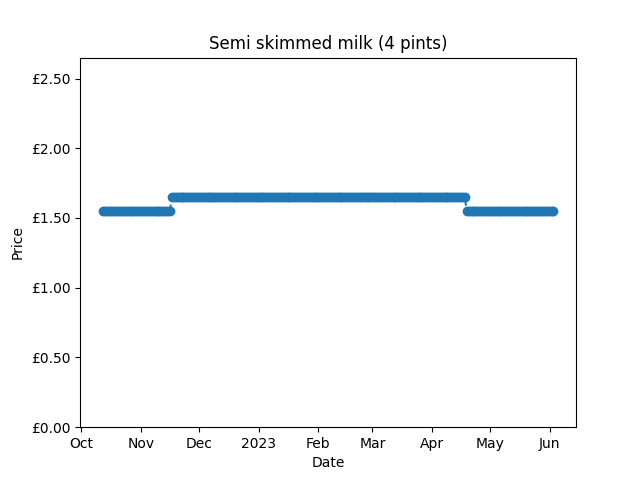 Semi skimmed milk (4 pints)
£2.50
£2.00
£1.50
£1.00
£0.50
£0.00
Price
Oct Nov Dec 2023 Feb Mar Apr May Jun
Date